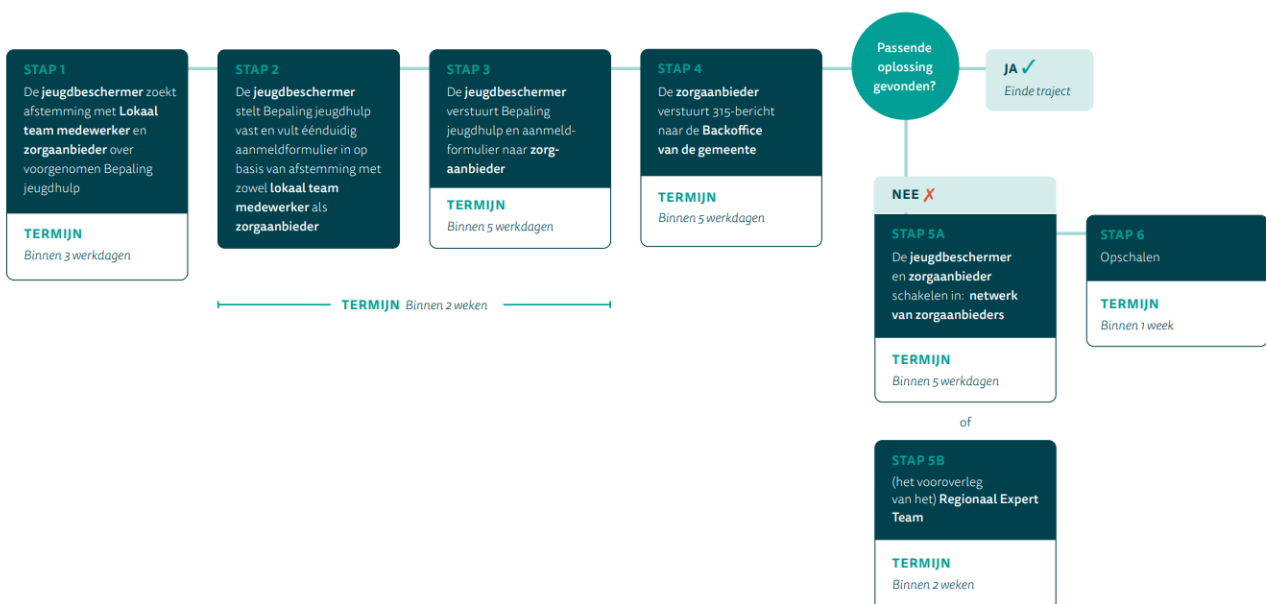 STAP 1
De jeugdbeschermer zoekt
afstemming met Lokaal
team medewerker en
zorgaanbieder over
voorgenomen Bepaling
jeugdhulp
TERMIJN
Binnen 3 werkdagen
STAP 2
De jeugdbeschermer
stelt Bepaling jeugdhulp
vast en vult éénduidig
aanmeldformulier in op
basis van afstemming met
zowel lokaal team
medewerker als
zorgaanbieder
STAP 3
De jeugdbeschermer
verstuurt Bepaling
jeugdhulp en aanmeld-
formulier naar zorg-
aanbieder
TERMIJN
Binnen 5 werkdagen
TERMIJN Binnen 2 weken
STAP 4
De zorgaanbieder
verstuurt 315-bericht
naar de Backoffice
van de gemeente
TERMIJN
Binnen 5 werkdagen
Passende
oplossing
gevonden?
JA ✓
Einde traject
NEE ✗
STAP 5A
De jeugdbeschermer
en zorgaanbieder
schakelen in: netwerk
van zorgaanbieders
TERMIJN
Binnen 5 werkdagen
of
STAP 5B
(het vooroverleg
van het) Regionaal Expert
Team
TERMIJN
Binnen 2 weken
STAP 6
Opschalen
TERMIJN
Binnen 1 week